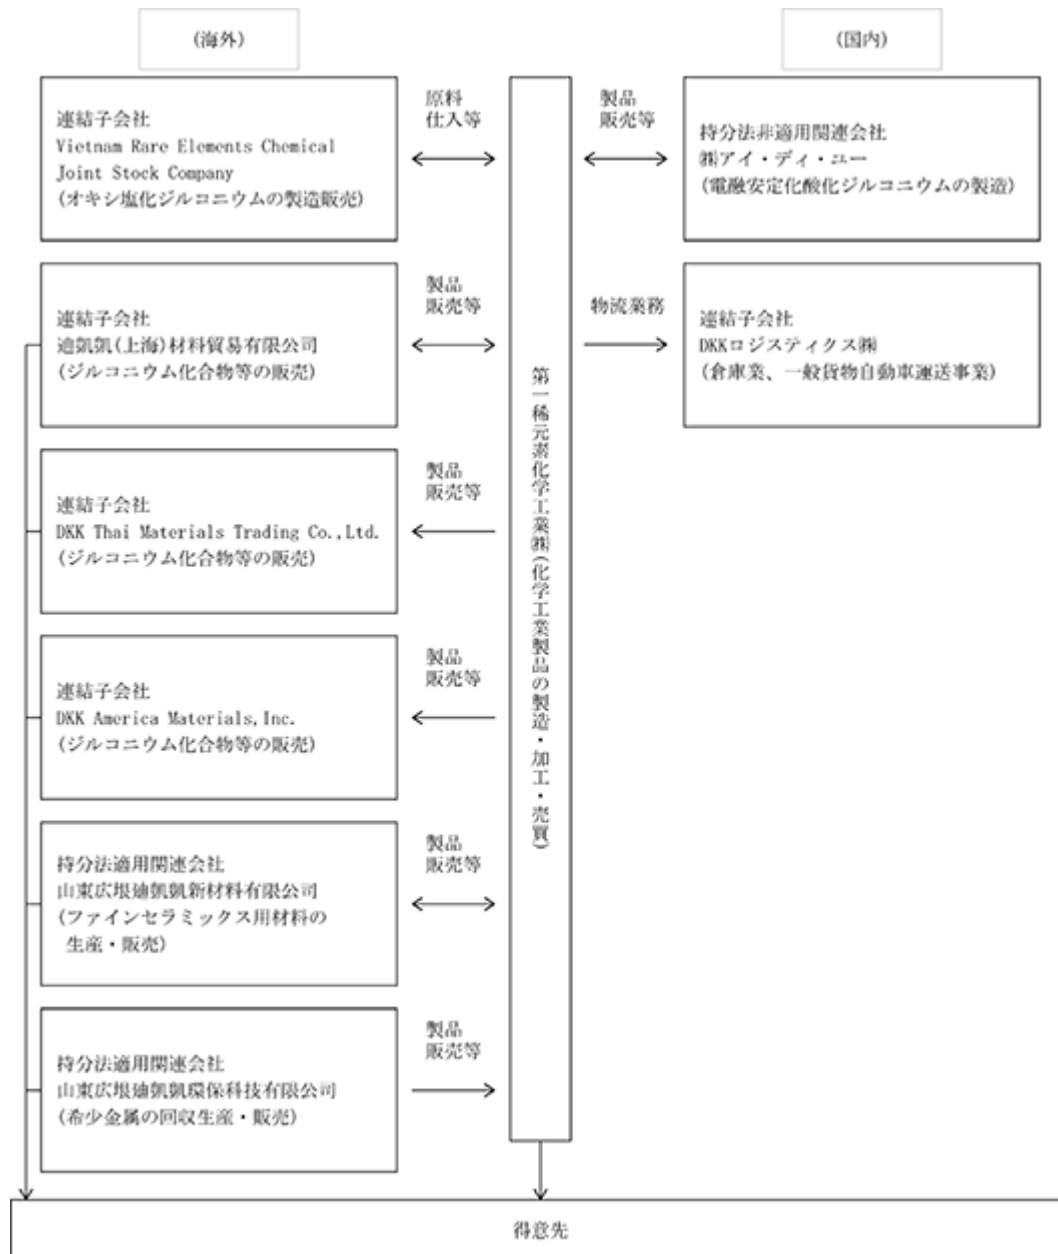 (海外)
(国内)
連結子会社
Vietnam Rare Elements Chemical
Joint Stock Company
(オキシ塩化ジルコニウムの製造販売)
原料
仕入等
製品
販売等
持分法非適用関連会社
㈱アイ・ディ・ユー
(電融安定化酸化ジルコニウムの製造)
連結子会社
迪凱凱(上海)材料貿易有限公司
(ジルコニウム化合物等の販売)
製品
販売等
物流業務
連結子会社
DKKロジスティクス㈱
(倉庫業、一般貨物自動車運送事業)
第一稀元素化学工業㈱(化学工業製品の製造・加工・売買)
連結子会社
DKK Thai Materials Trading Co.,Ltd.
(ジルコニウム化合物等の販売)
製品
販売等
連結子会社
DKK America Materials,Inc.
(ジルコニウム化合物等の販売)
製品
販売等
持分法適用関連会社
山東広垠迪凱凱新材料有限公司
(ファインセラミックス用材料の
生産・販売)
製品
販売等
持分法適用関連会社
山東広垠迪凱凱環保科技有限公司
(希少金属の回収生産・販売)
製品
販売等
得意先